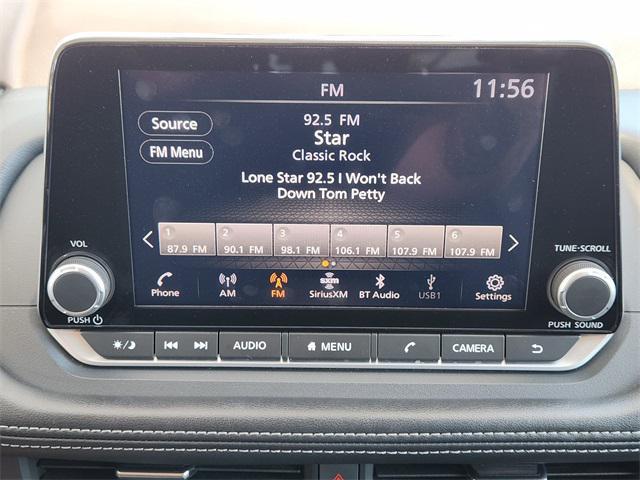 FM 11:56
Source
92.5 FM
Star
FM Menu
Classic Rock
Lone Star 92.5 I Won't Back
Down Tom Petty
1 2 3 4 5 6
87.9 FM 90.1 FM 98.1 FM 106.1 FM 107.9 FM 107.9 FM
Phone AM FM sxm SiriusXM BT Audio USB1 Settings
VOL
PUSH
TUNE·SCROLL
PUSH SOUND
AUDIO MENU CAMERA